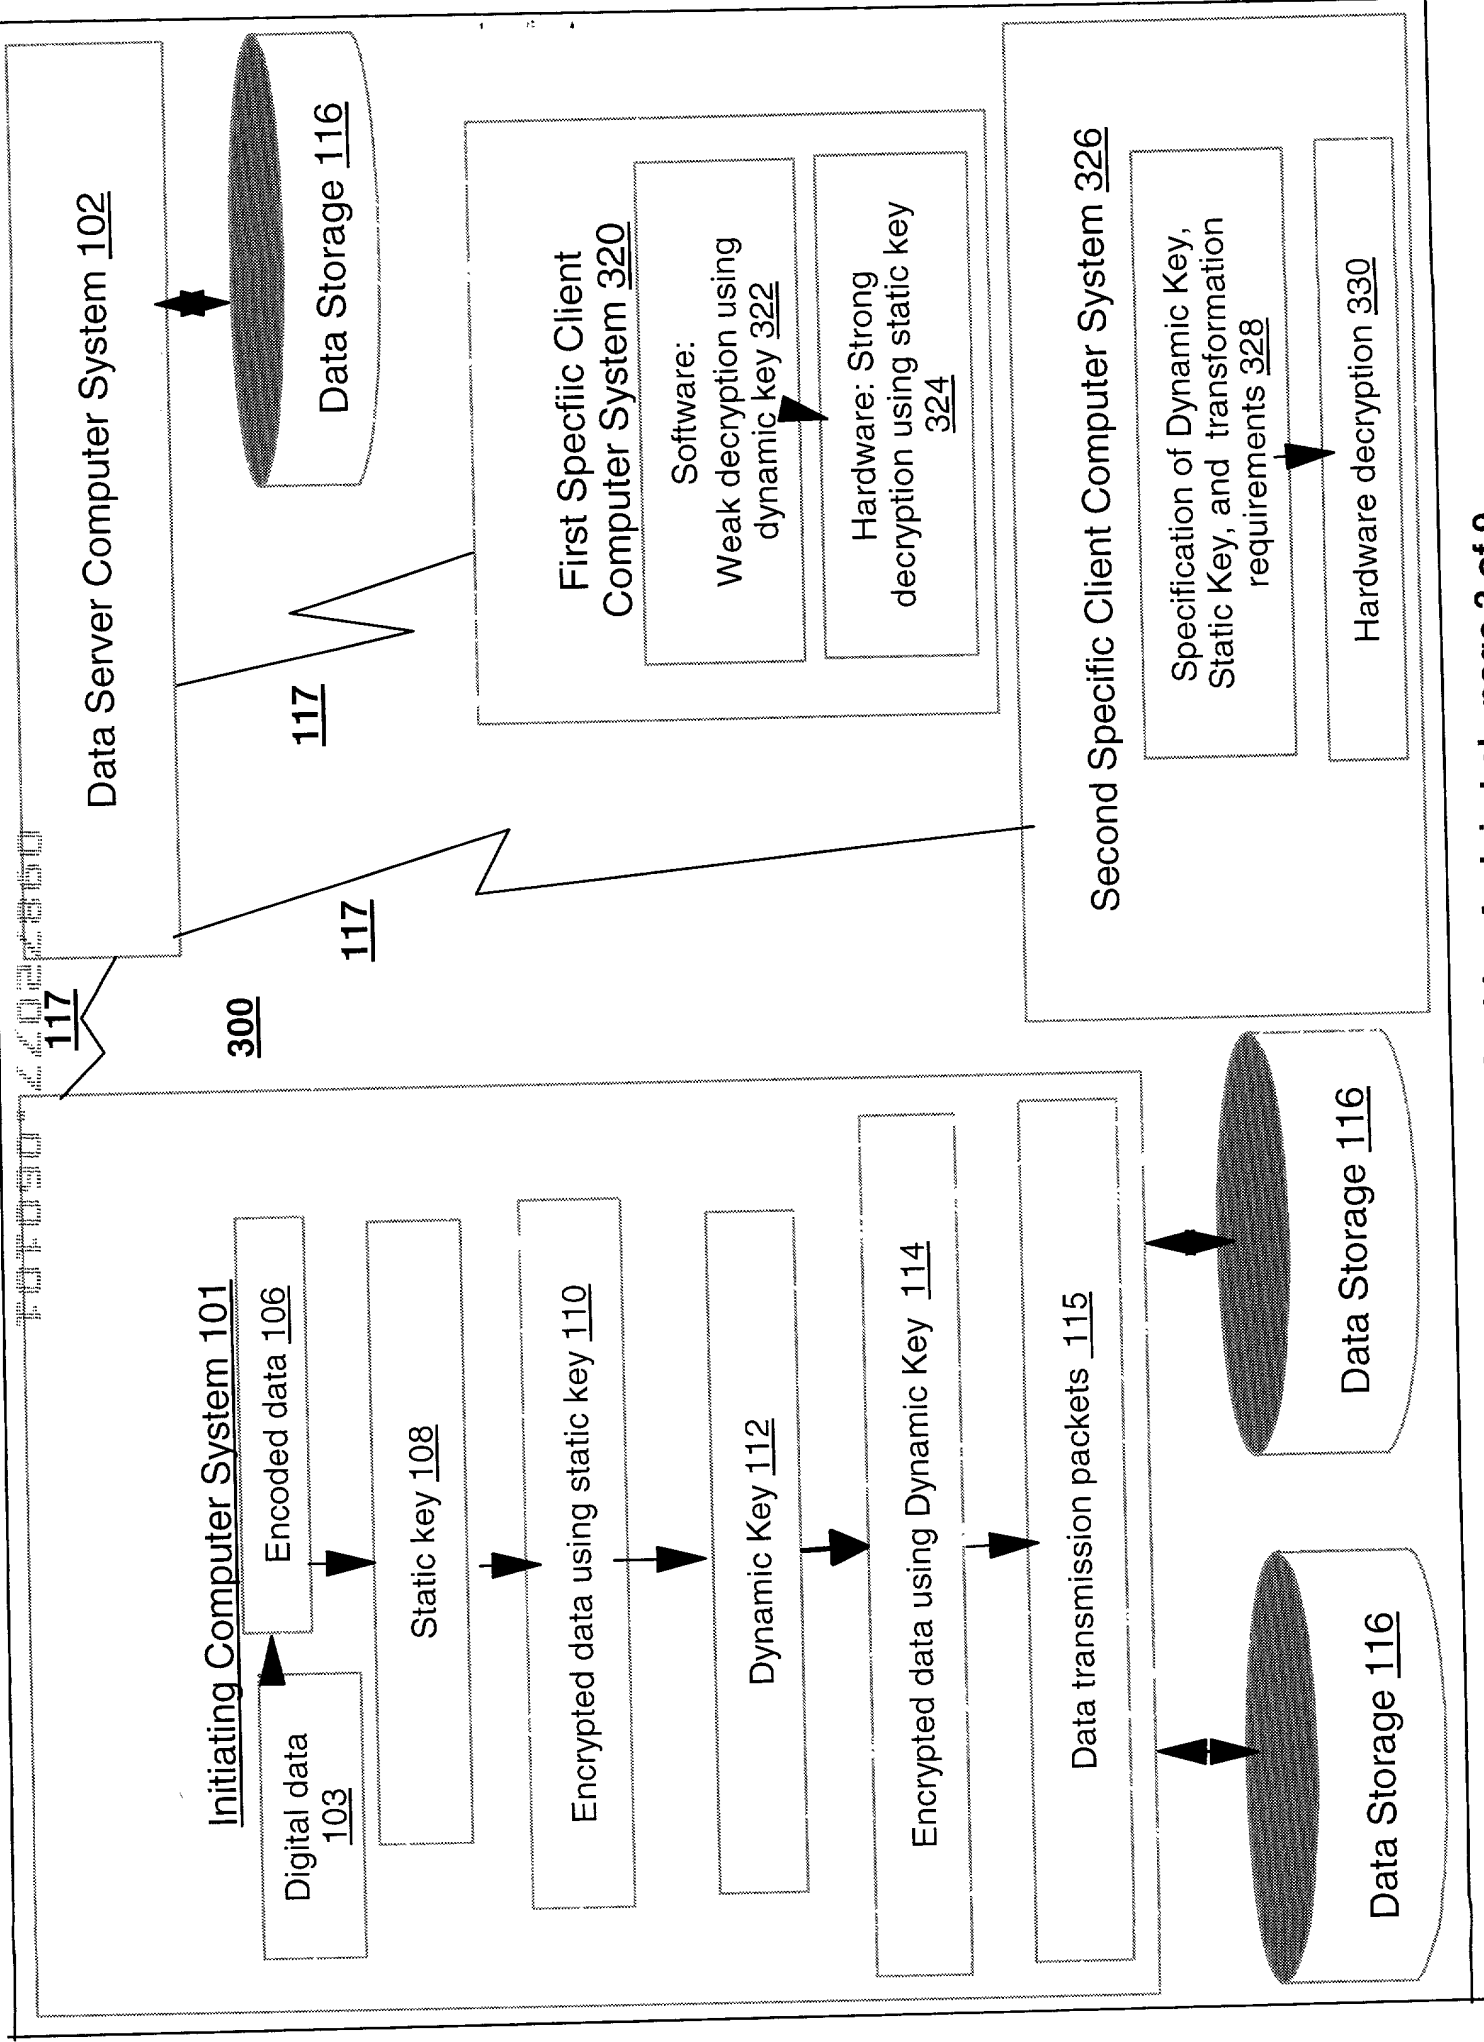 Initiating Computer System 101
Digital data
103
Encoded data 106
Static key 108
Encrypted data using static key 110
Dynamic Key 112
Encrypted data using Dynamic Key 114
Data transmission packets 115
Data Storage 116
Data Storage 116
117
300
117
117
Data Server Computer System 102
Data Storage 116
First Specfiic Client
Computer System 320
Software:
Weak decryption using
dynamic key 322
Hardware: Strong
decryption using static key
324
Second Specific Client Computer System 326
Specification of Dynamic Key,
Static Key, and transformation
requirements 328
Hardware decryption 330